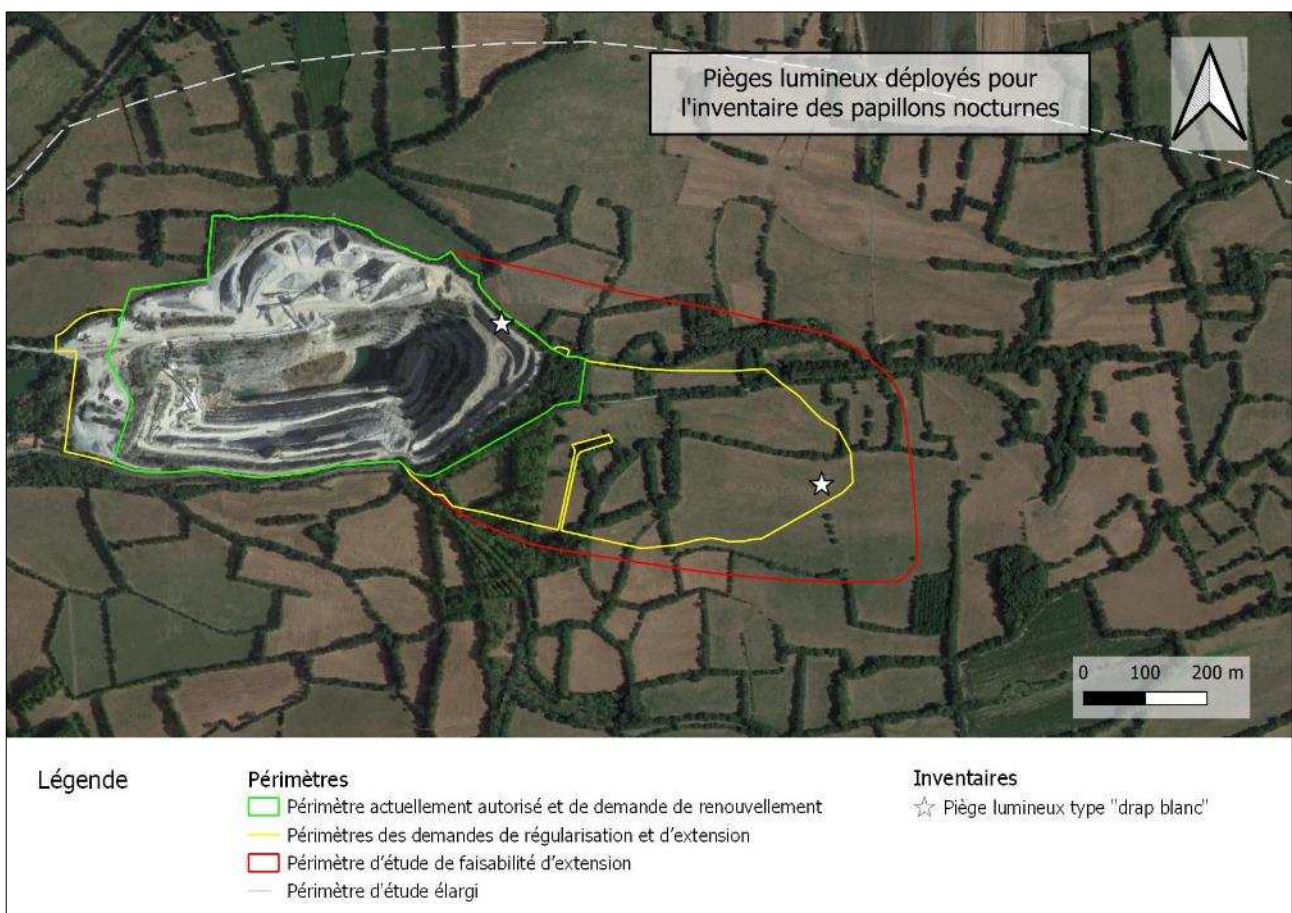 Pièges lumineux déployés pour
l'inventaire des papillons nocturnes
0 100 200 m
Légende
Périmètres
Périmètre actuellement autorisé et de demande de renouvellement
Périmètres des demandes de régularisation et d'extension
Périmètre d'étude de faisabilité d'extension
Périmètre d'étude élargi
Inventaires
Piège lumineux type "drap blanc"